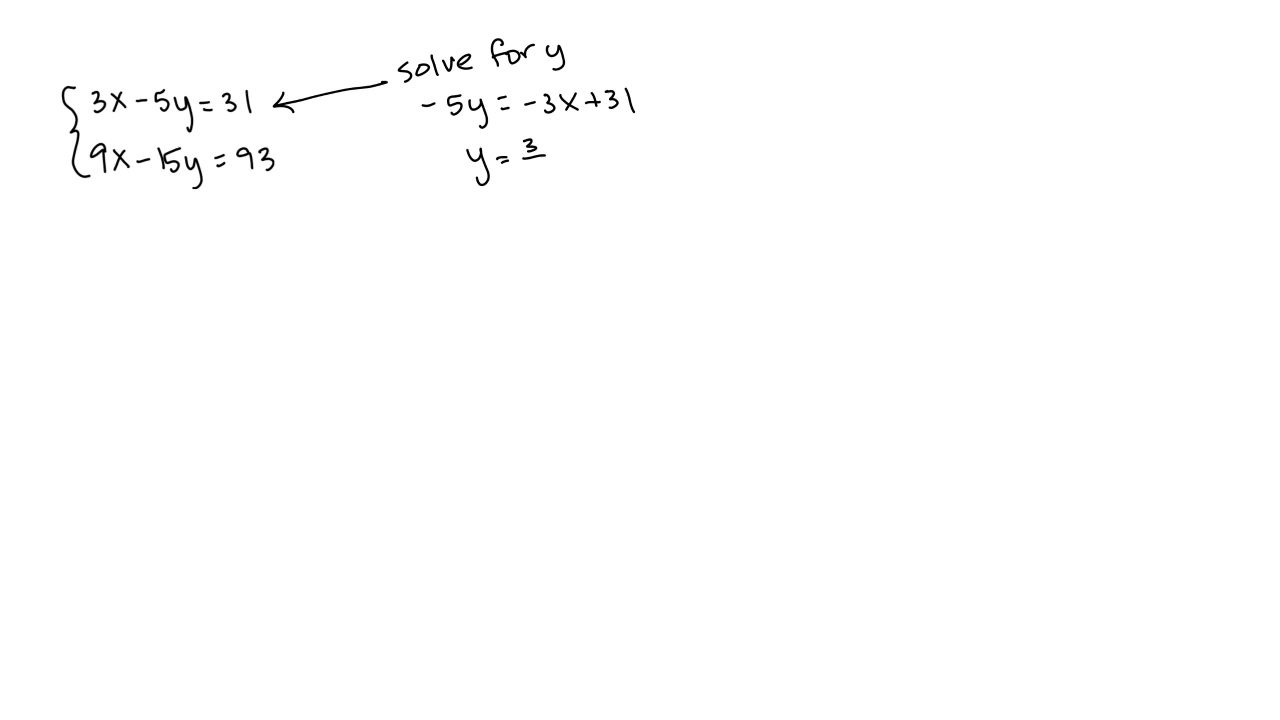 solve for y
3x - 5y = 31
- 5y = -3x + 31
9x - 15y = 93
y = 3